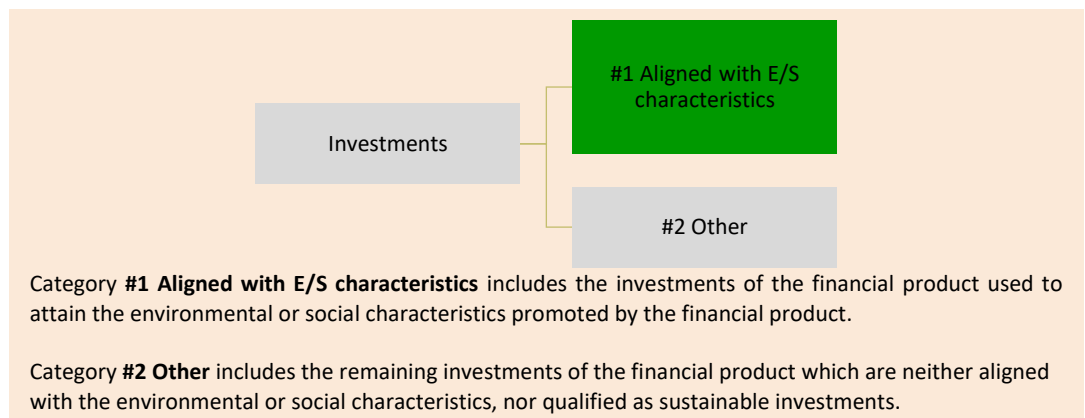 #1 Aligned with E/S
characteristics
Investments
#2 Other
Category #1 Aligned with E/S characteristics includes the investments of the financial product used to
attain the environmental or social characteristics promoted by the financial product.
Category #2 Other includes the remaining investments of the financial product which are neither aligned
with the environmental or social characteristics, nor qualified as sustainable investments.